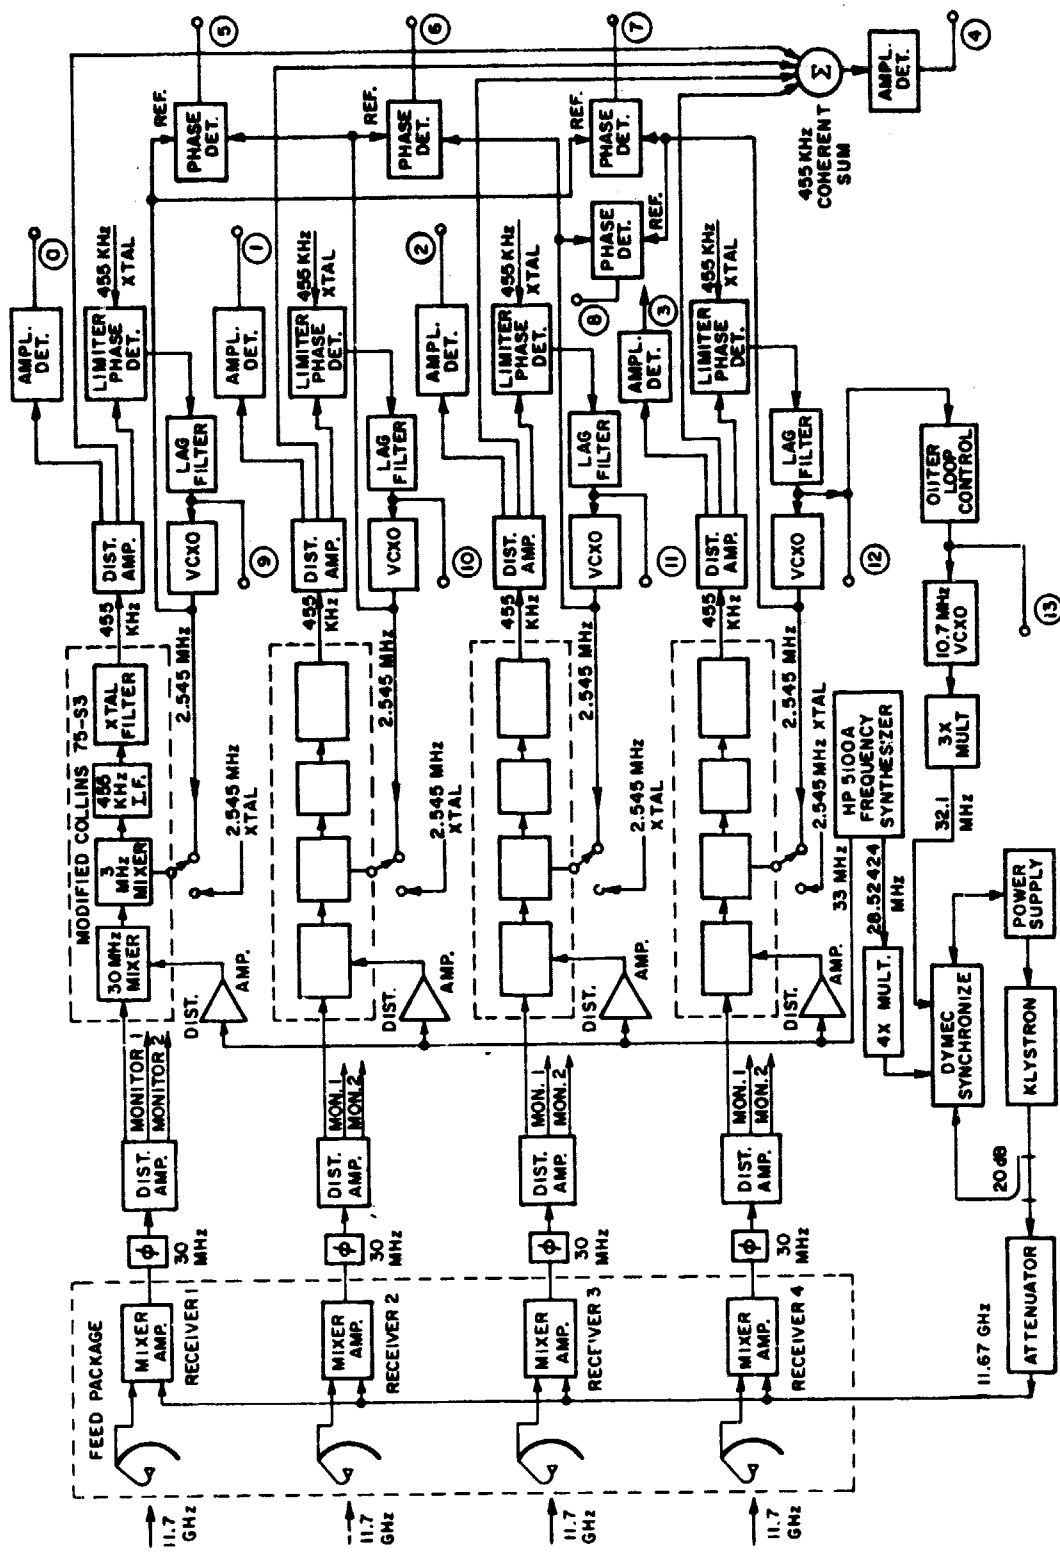 11.7
GHz
11.7
GHz
11.7
GHz
11.7
GHz
FEED PACKAGE
MIXER
AMP.
RECEIVER 1
MIXER
AMP.
RECEIVER 2
MIXER
AMP.
RECEIVER 3
MIXER
AMP.
RECEIVER 4
11.67 GHz
ATTENUATOR
ϕ
30
MHz
ϕ
30
MHz
ϕ
30
MHz
ϕ
30
MHz
DIST.
AMP.
MONITOR 1
MONITOR 2
DIST.
AMP.
MON. 1
MON. 2
DIST.
AMP.
MON. 1
MON. 2
DIST.
AMP.
MON. 1
MON. 2
20 dB
KLYSTRON
POWER
SUPPLY
DYMEC
SYNCHRONIZE
4X MULT.
28.52424
MHz
33 MHz
HP 5100A
FREQUENCY
SYNTHESIZER
32.1
MHz
3X
MULT
10.7 MHz
VCXO
13
OUTER
LOOP
CONTROL
MODIFIED COLLINS 75-S3
30 MHz
MIXER
3
MHz
MIXER
455
KHz
I.F.
XTAL
FILTER
DIST.
AMP.
DIST.
AMP.
DIST.
AMP.
DIST.
AMP.
2.545 MHz
XTAL
2.545 MHz
2.545 MHz
XTAL
2.545 MHz
2.545 MHz
XTAL
2.545 MHz
2.545 MHz XTAL
2.545 MHz
455
KHz
DIST.
AMP.
AMPL.
DET.
0
LIMITER
PHASE
DET.
455 KHz
XTAL
LAG
FILTER
VCXO
9
455
KHz
DIST.
AMP.
AMPL.
DET.
1
LIMITER
PHASE
DET.
455 KHz
XTAL
LAG
FILTER
VCXO
10
455
KHz
DIST.
AMP.
AMPL.
DET.
2
LIMITER
PHASE
DET.
455 KHz
XTAL
LAG
FILTER
VCXO
11
455
KHz
DIST.
AMP.
AMPL.
DET.
3
LIMITER
PHASE
DET.
455 KHz
XTAL
LAG
FILTER
VCXO
12
REF.
PHASE
DET.
5
REF.
PHASE
DET.
6
REF.
PHASE
DET.
7
PHASE
DET.
REF.
8
Σ
455 KHz
COHERENT
SUM
AMPL.
DET.
4